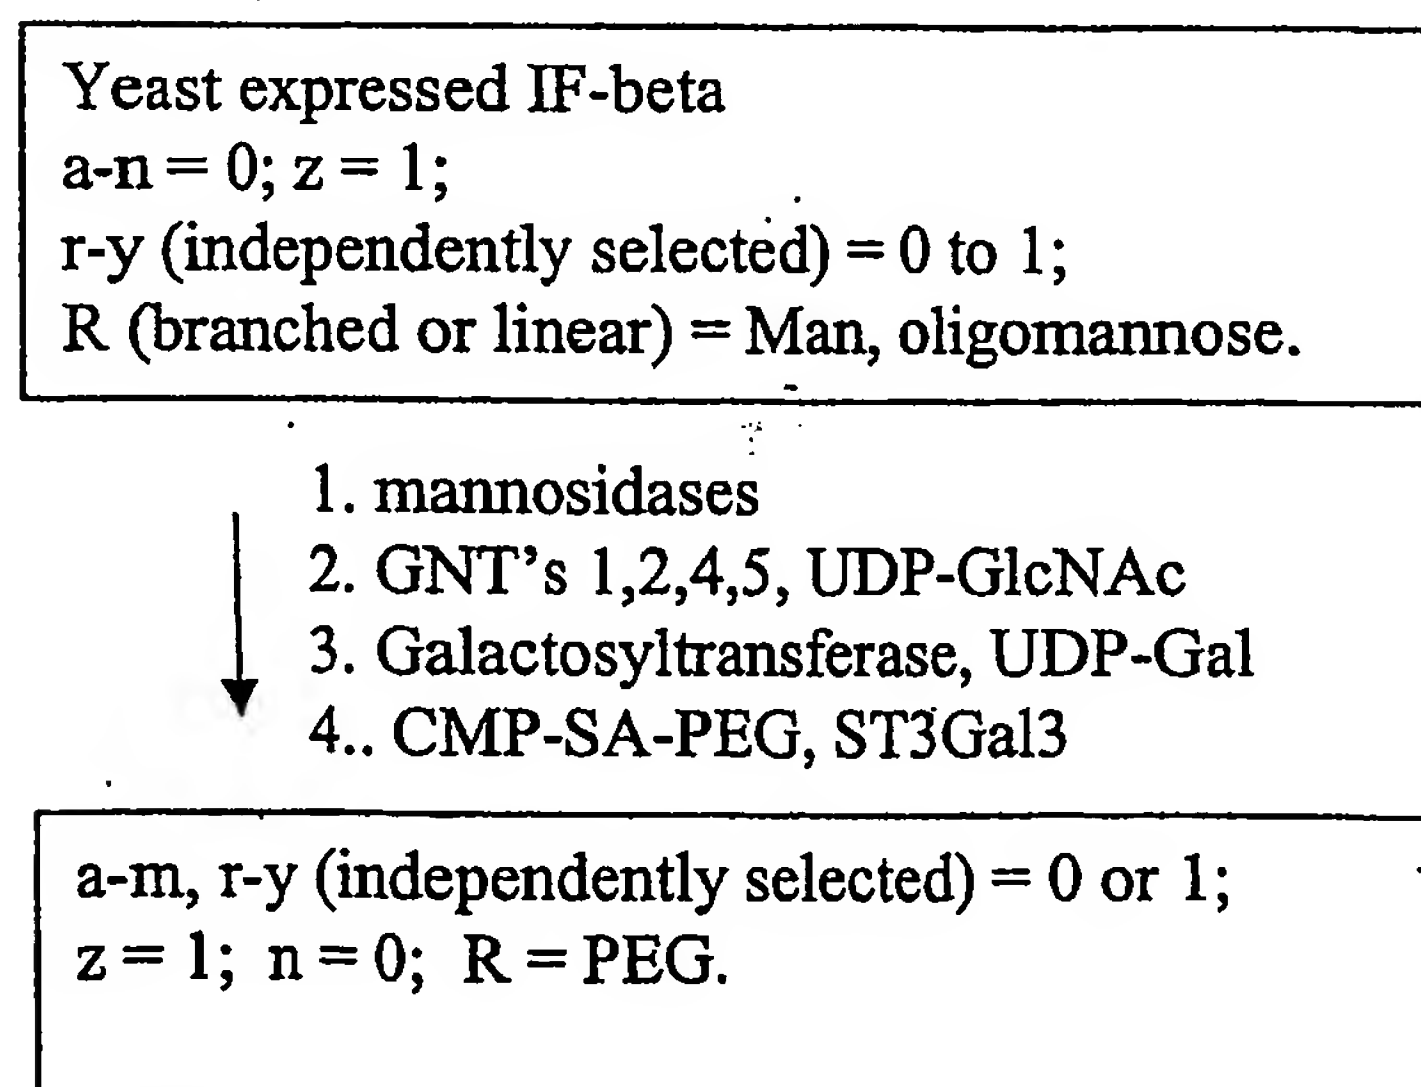 Yeast expressed IF-beta
a-n = 0; z = 1;
r-y (independently selected) = 0 to 1;
R (branched or linear) = Man, oligomannose.
1. mannosidases
2. GNT’s 1,2,4,5, UDP-GlcNAc
3. Galactosyltransferase, UDP-Gal
4.. CMP-SA-PEG, ST3Gal3
a-m, r-y (independently selected) = 0 or 1;
z = 1; n = 0; R = PEG.